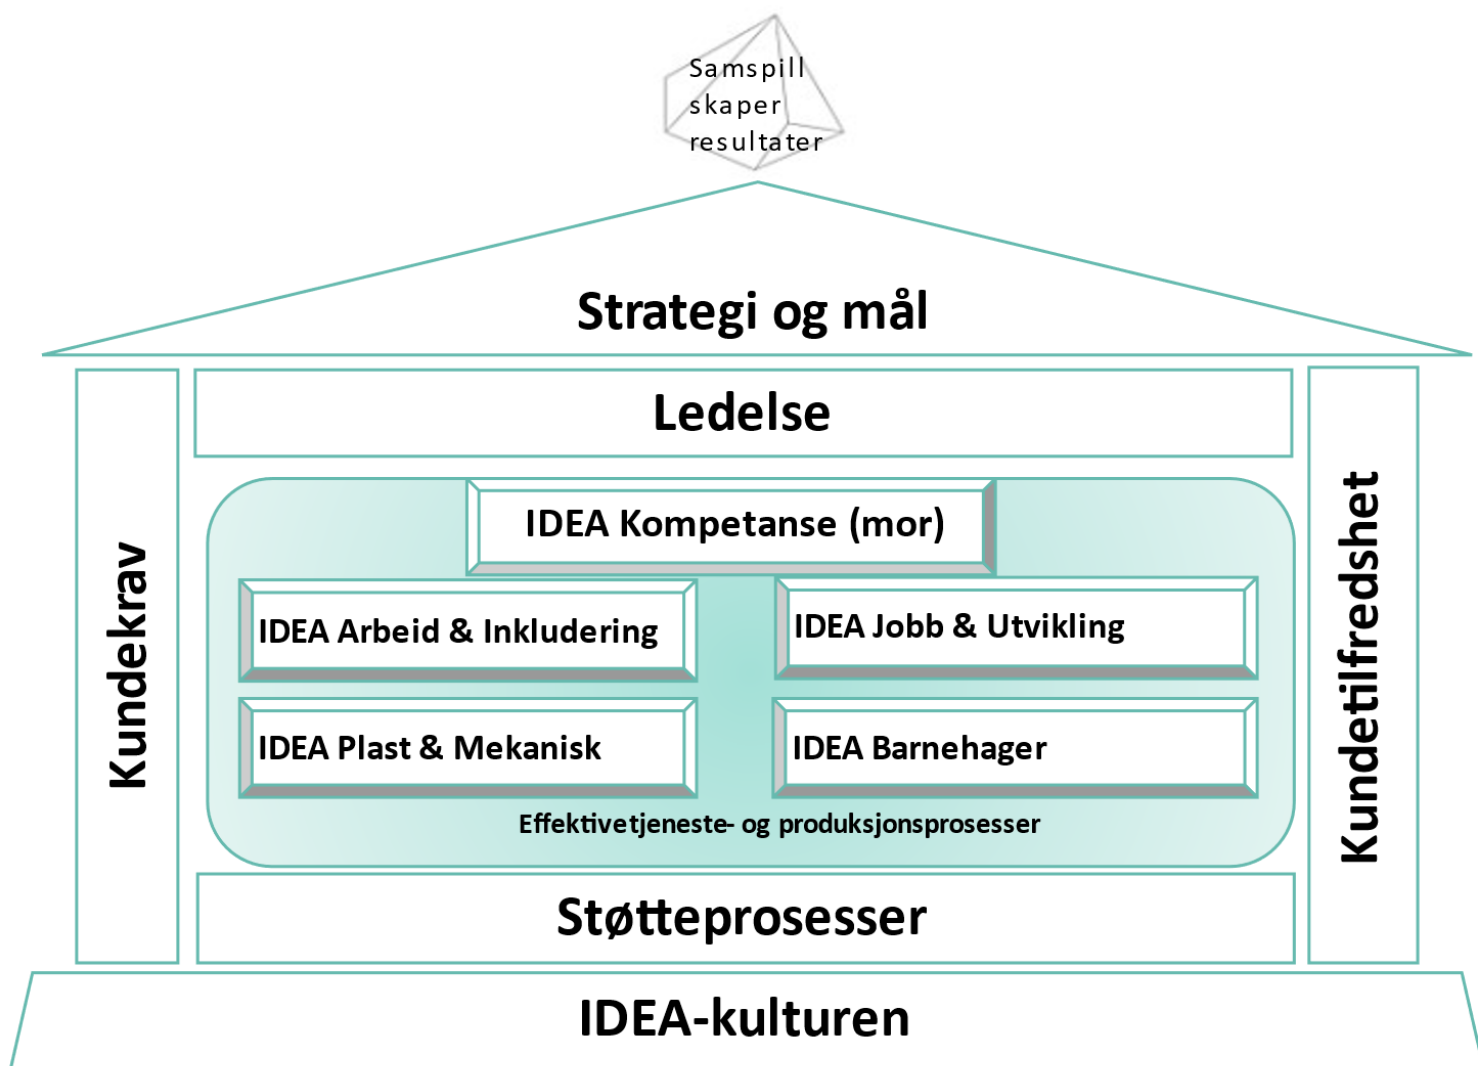 Samspill
skaper
resultater
Strategi og mål
Ledelse
Kundekrav
IDEA Kompetanse (mor)
IDEA Arbeid & Inkludering
IDEA Jobb & Utvikling
IDEA Plast & Mekanisk
IDEA Barnehager
Effektivetjeneste- og produksjonsprosesser
Kundetilfredshet
Støtteprosesser
IDEA-kulturen